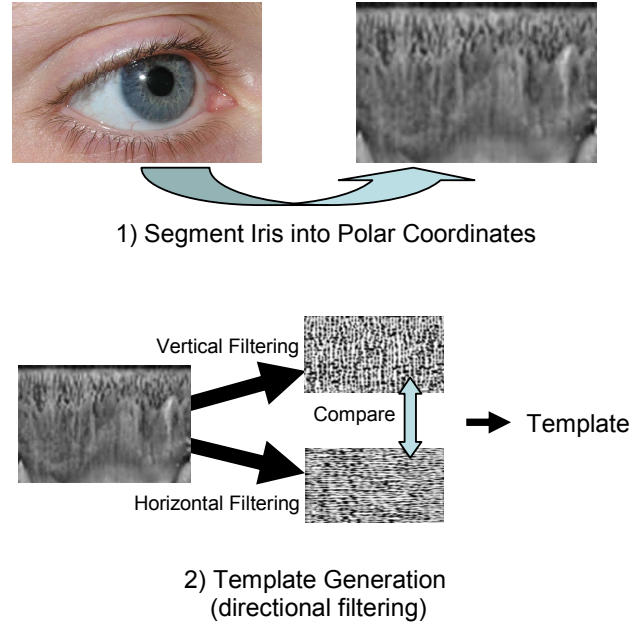 1) Segment Iris into Polar Coordinates
Vertical Filtering
Compare
Template
Horizontal Filtering
2) Template Generation
(directional filtering)